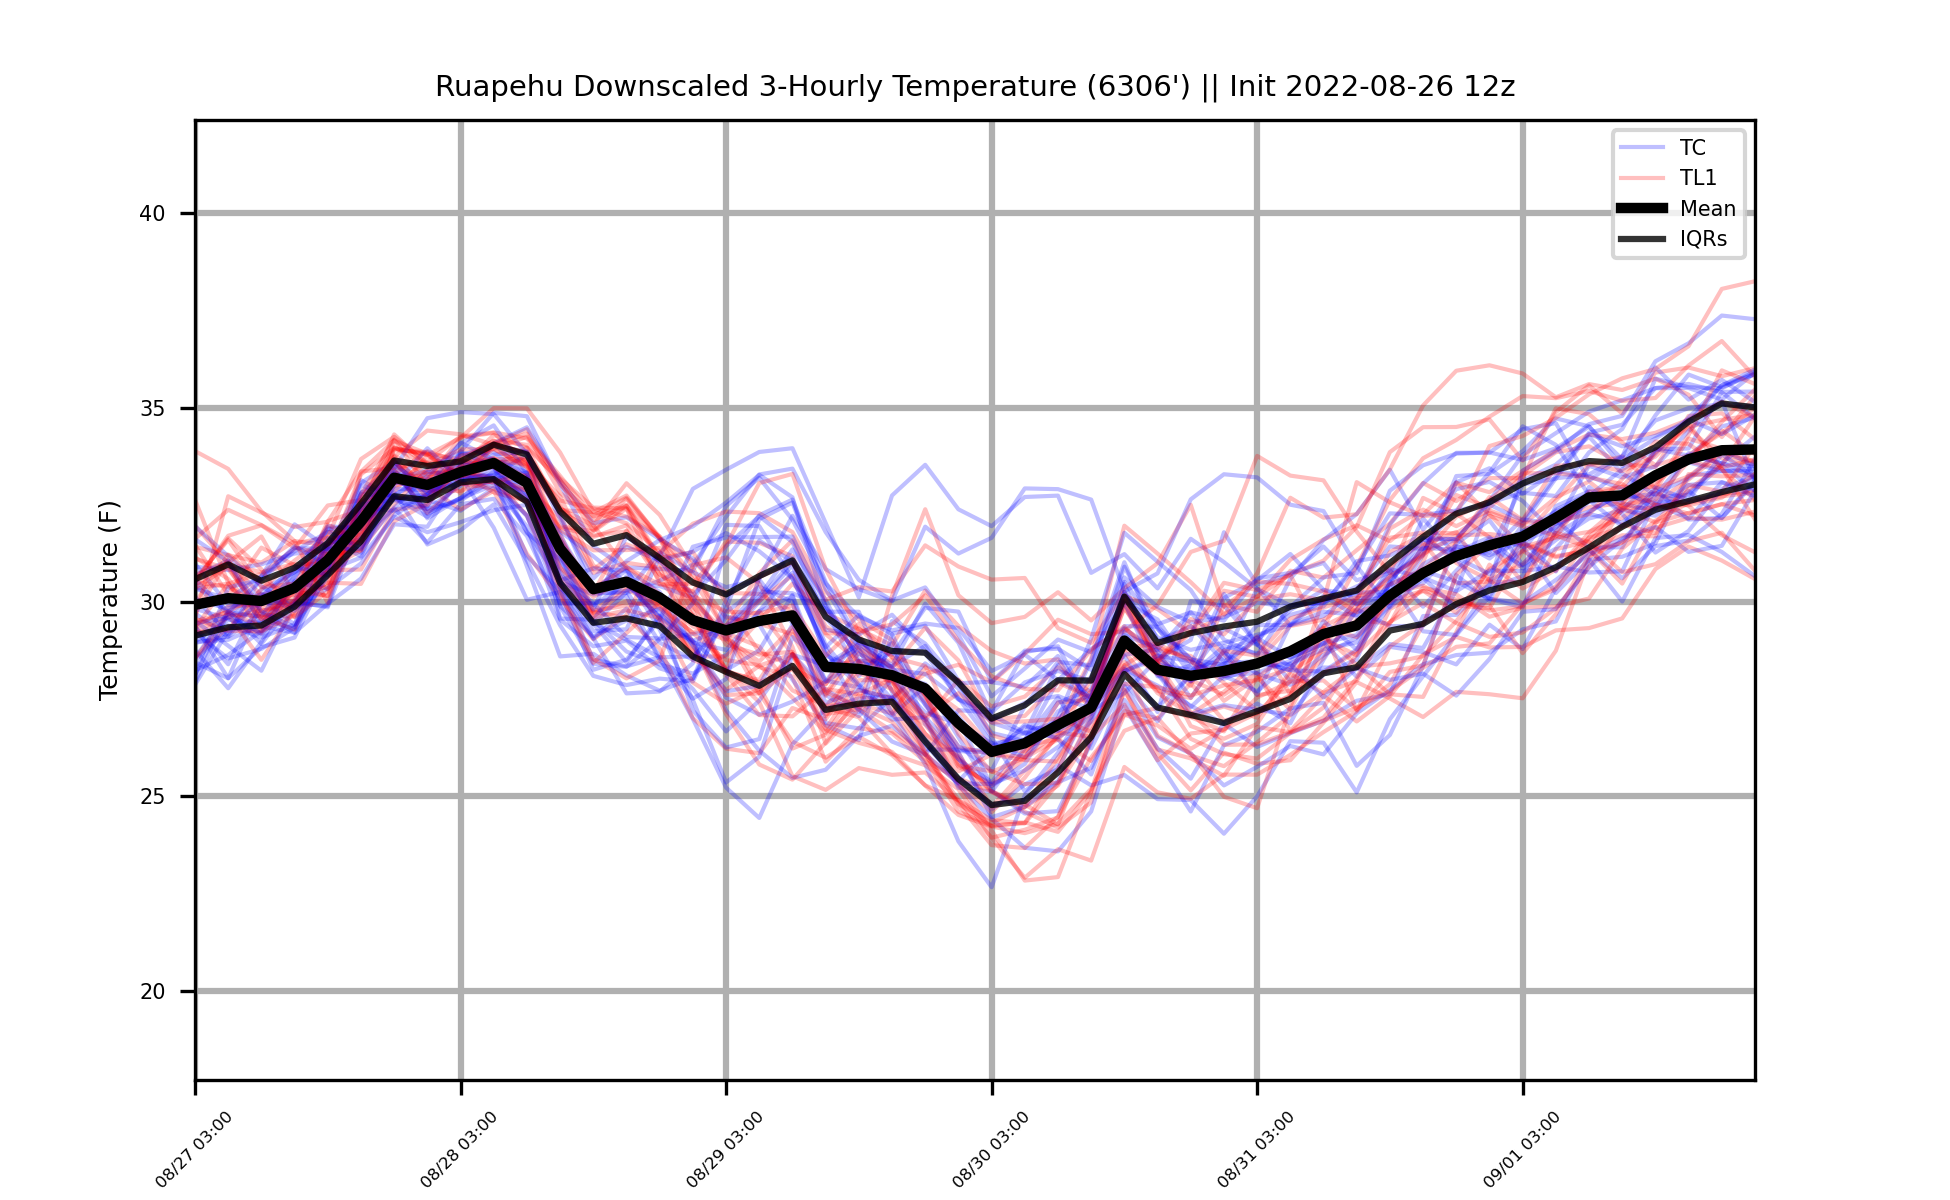 Ruapehu Downscaled 3-Hourly Temperature (6306') || Init 2022-08-26 12z
TC
TL1
Mean
IQRs
Temperature (F)
40
35
30
25
20
08/27 03:00
08/28 03:00
08/29 03:00
08/30 03:00
08/31 03:00
09/01 03:00